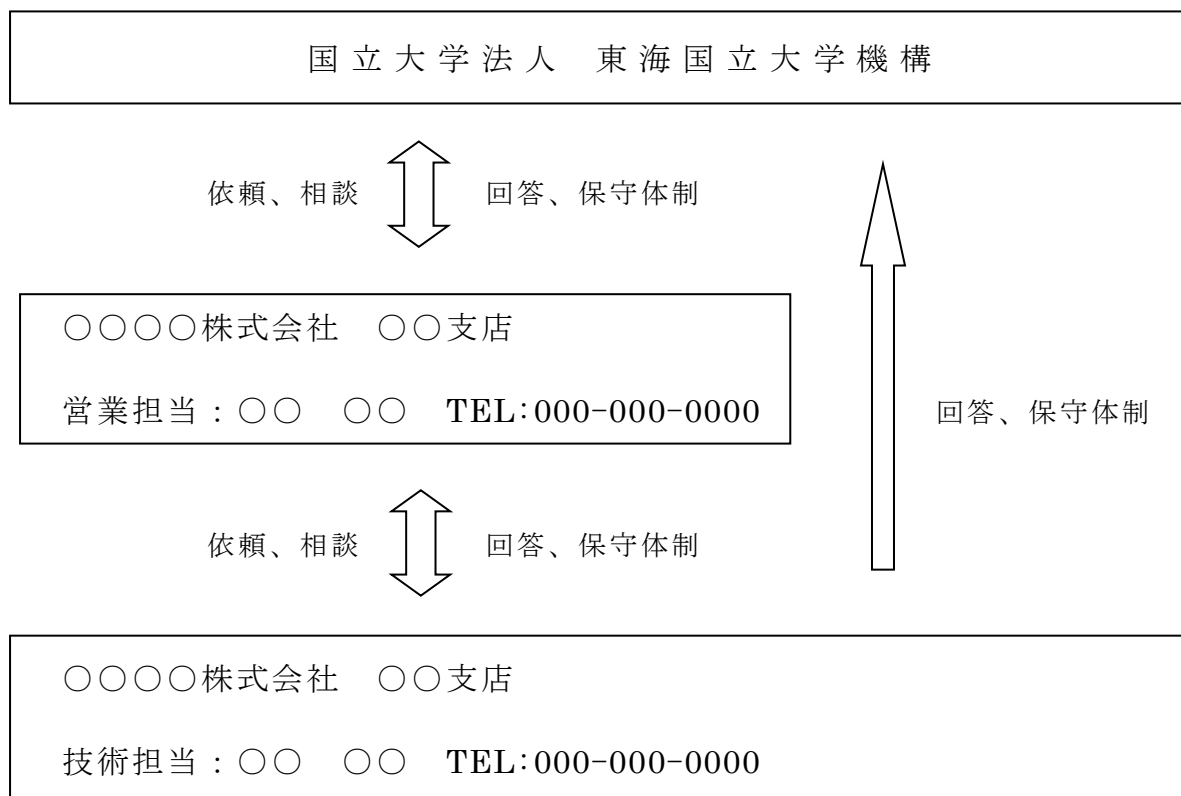 国立大学法人　東海国立大学機構
依頼、相談　回答、保守体制
○○○○株式会社　○○支店
営業担当：○○　○○　TEL:000-000-0000
回答、保守体制
依頼、相談　回答、保守体制
○○○○株式会社　○○支店
技術担当：○○　○○　TEL:000-000-0000